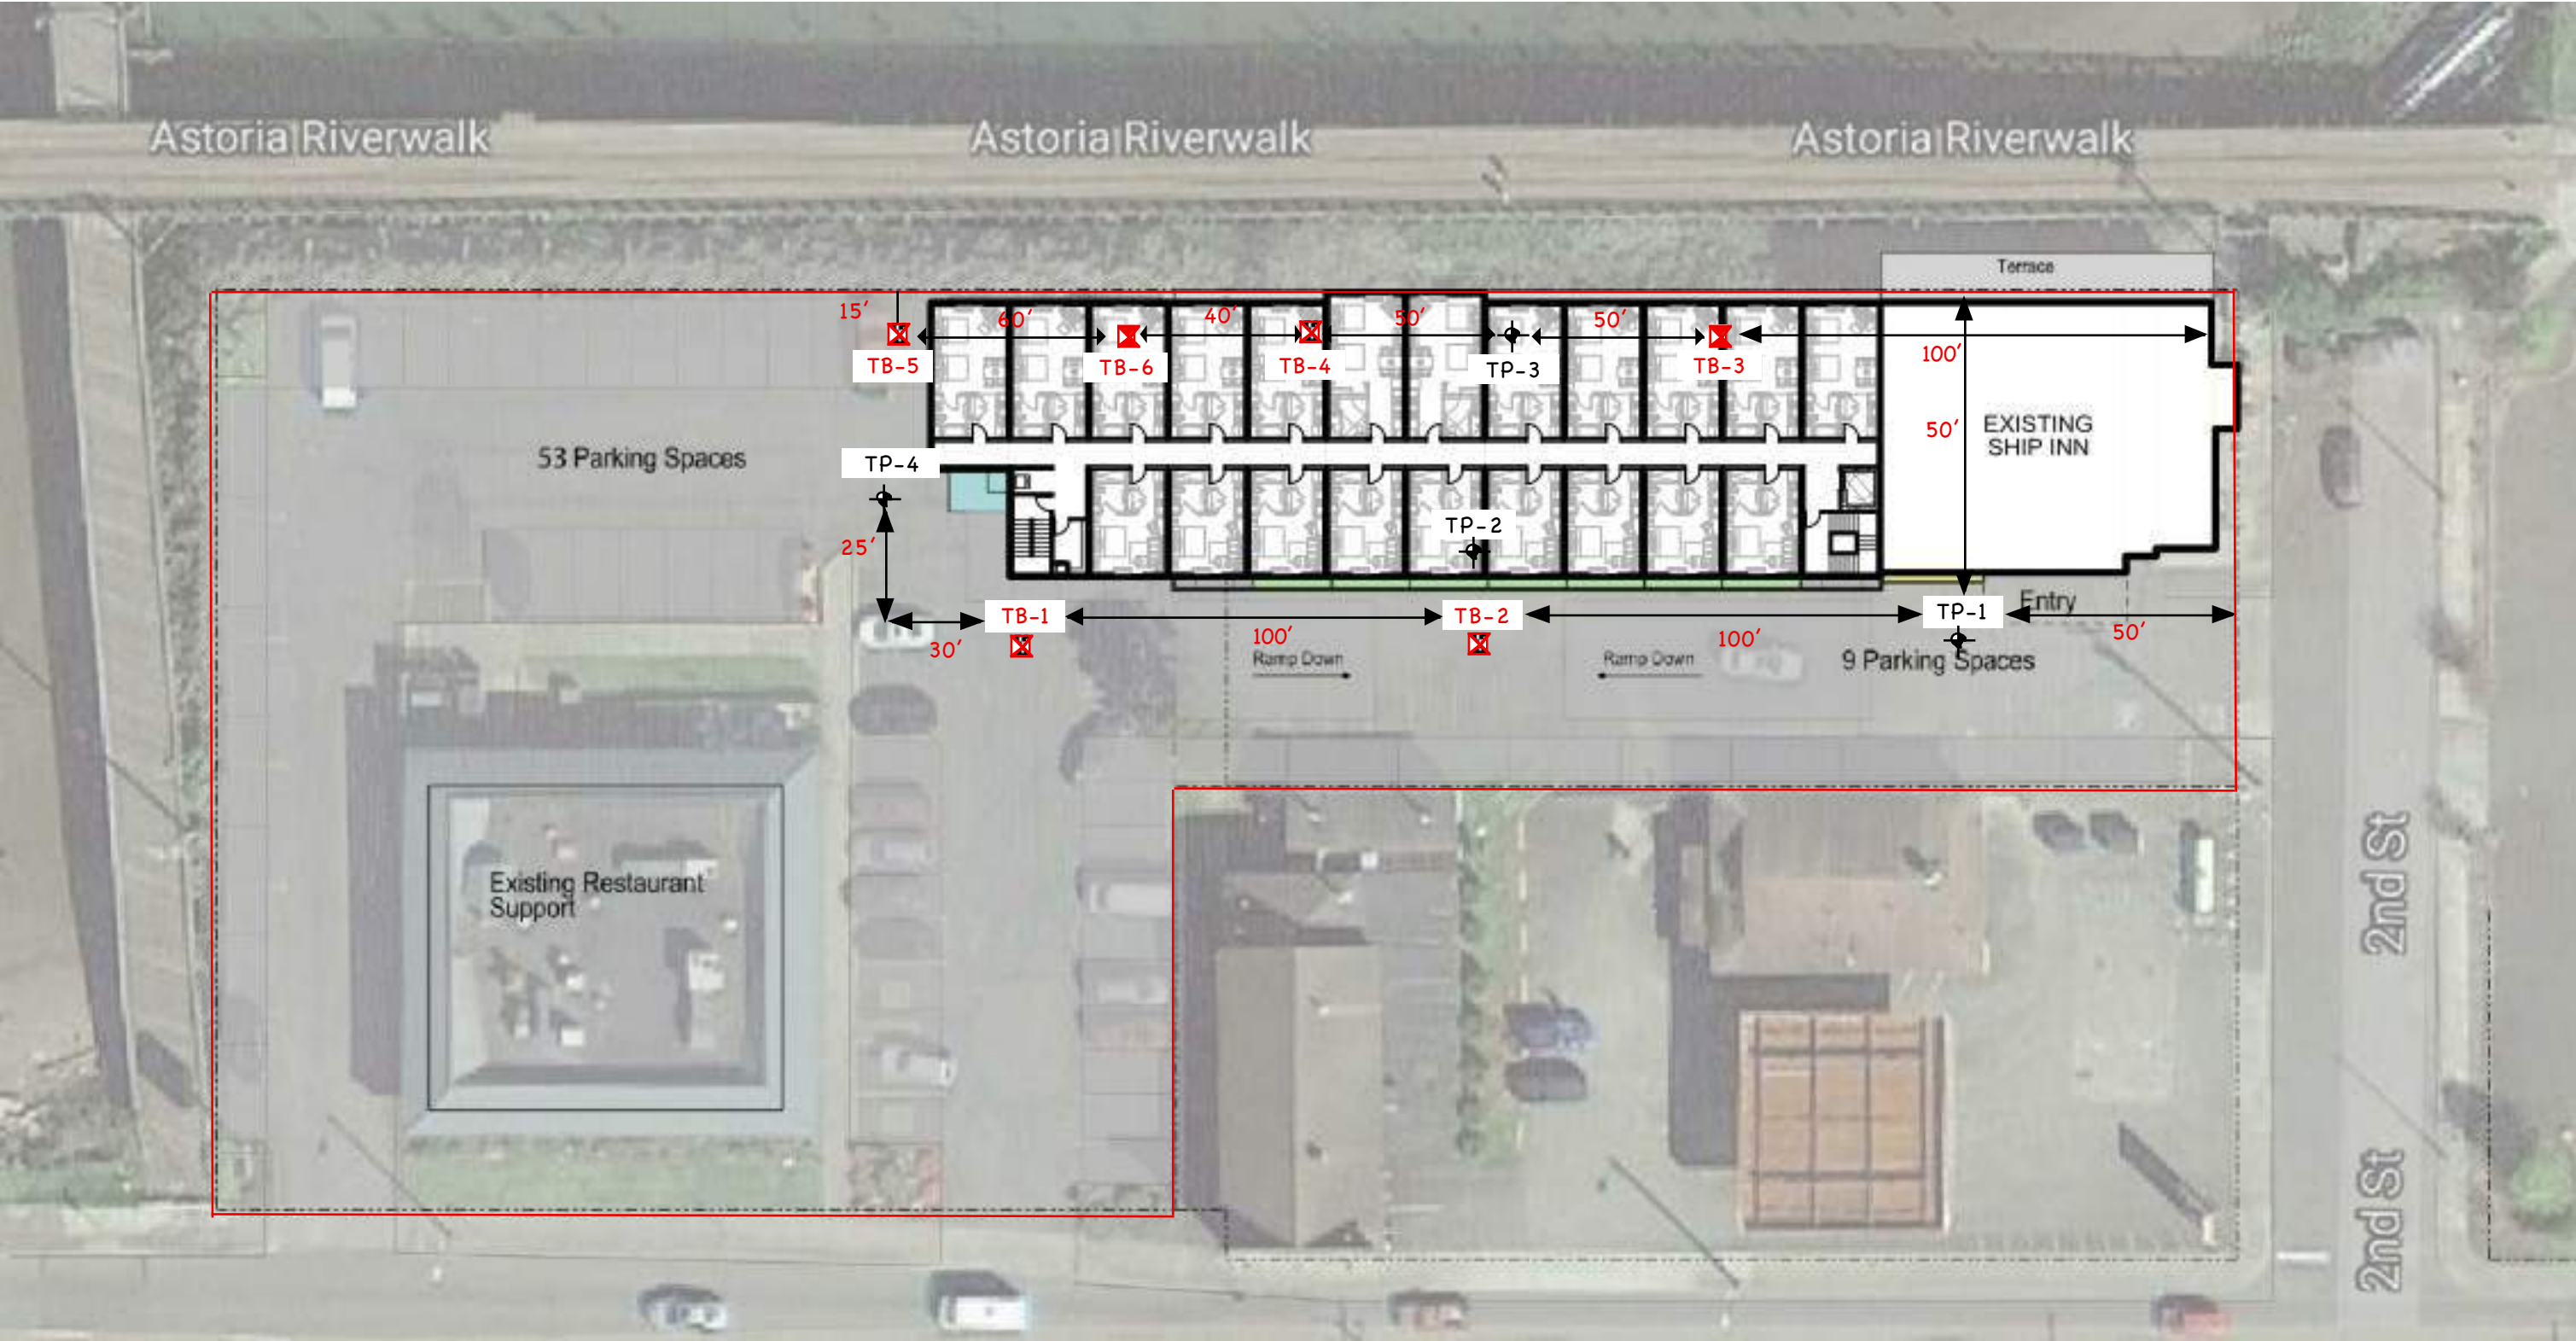 Astoria Riverwalk
Astoria Riverwalk
Astoria Riverwalk
Terrace
15'
60'
40'
50'
50'
100'
TB-5
TB-6
TB-4
TP-3
TB-3
50'
EXISTING
SHIP INN
53 Parking Spaces
TP-4
TP-2
25'
TB-1
TB-2
TP-1
Entry
30'
100'
100'
50'
Ramp Down
Ramp Down
9 Parking Spaces
Existing Restaurant
Support
2nd St
2nd St